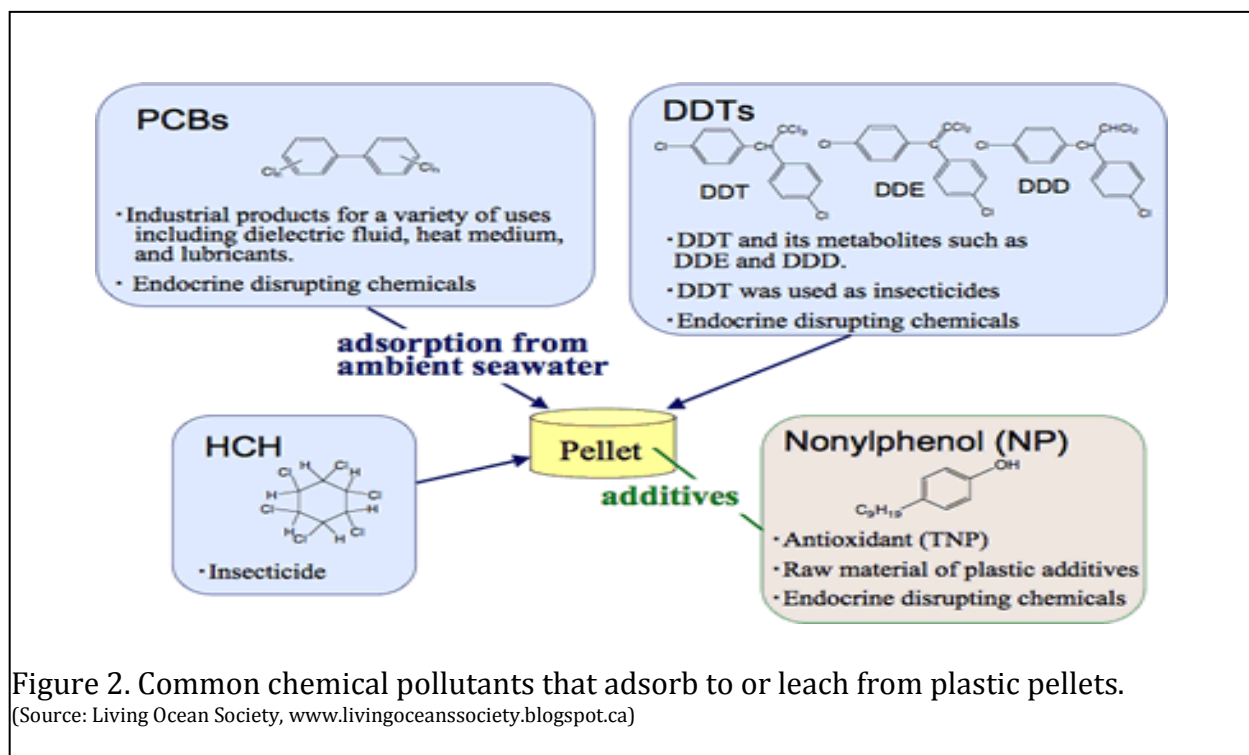 PCBs
Clx
Cln
·Industrial products for a variety of uses
including dielectric fluid, heat medium,
and lubricants.
·Endocrine disrupting chemicals
DDTs
Cl
CH
CCl3
Cl
DDT
Cl
C
CCl2
Cl
DDE
Cl
CH
CHCl2
Cl
DDD
·DDT and its metabolites such as
DDE and DDD.
·DDT was used as insecticides
·Endocrine disrupting chemicals
adsorption from
ambient seawater
Pellet
additives
HCH
H
Cl
Cl
H
H
Cl
Cl
H
H
Cl
H
Cl
·Insecticide
Nonylphenol (NP)
OH
C9H19
·Antioxidant (TNP)
·Raw material of plastic additives
·Endocrine disrupting chemicals
Figure 2. Common chemical pollutants that adsorb to or leach from plastic pellets.
(Source: Living Ocean Society, www.livingoceanssociety.blogspot.ca)